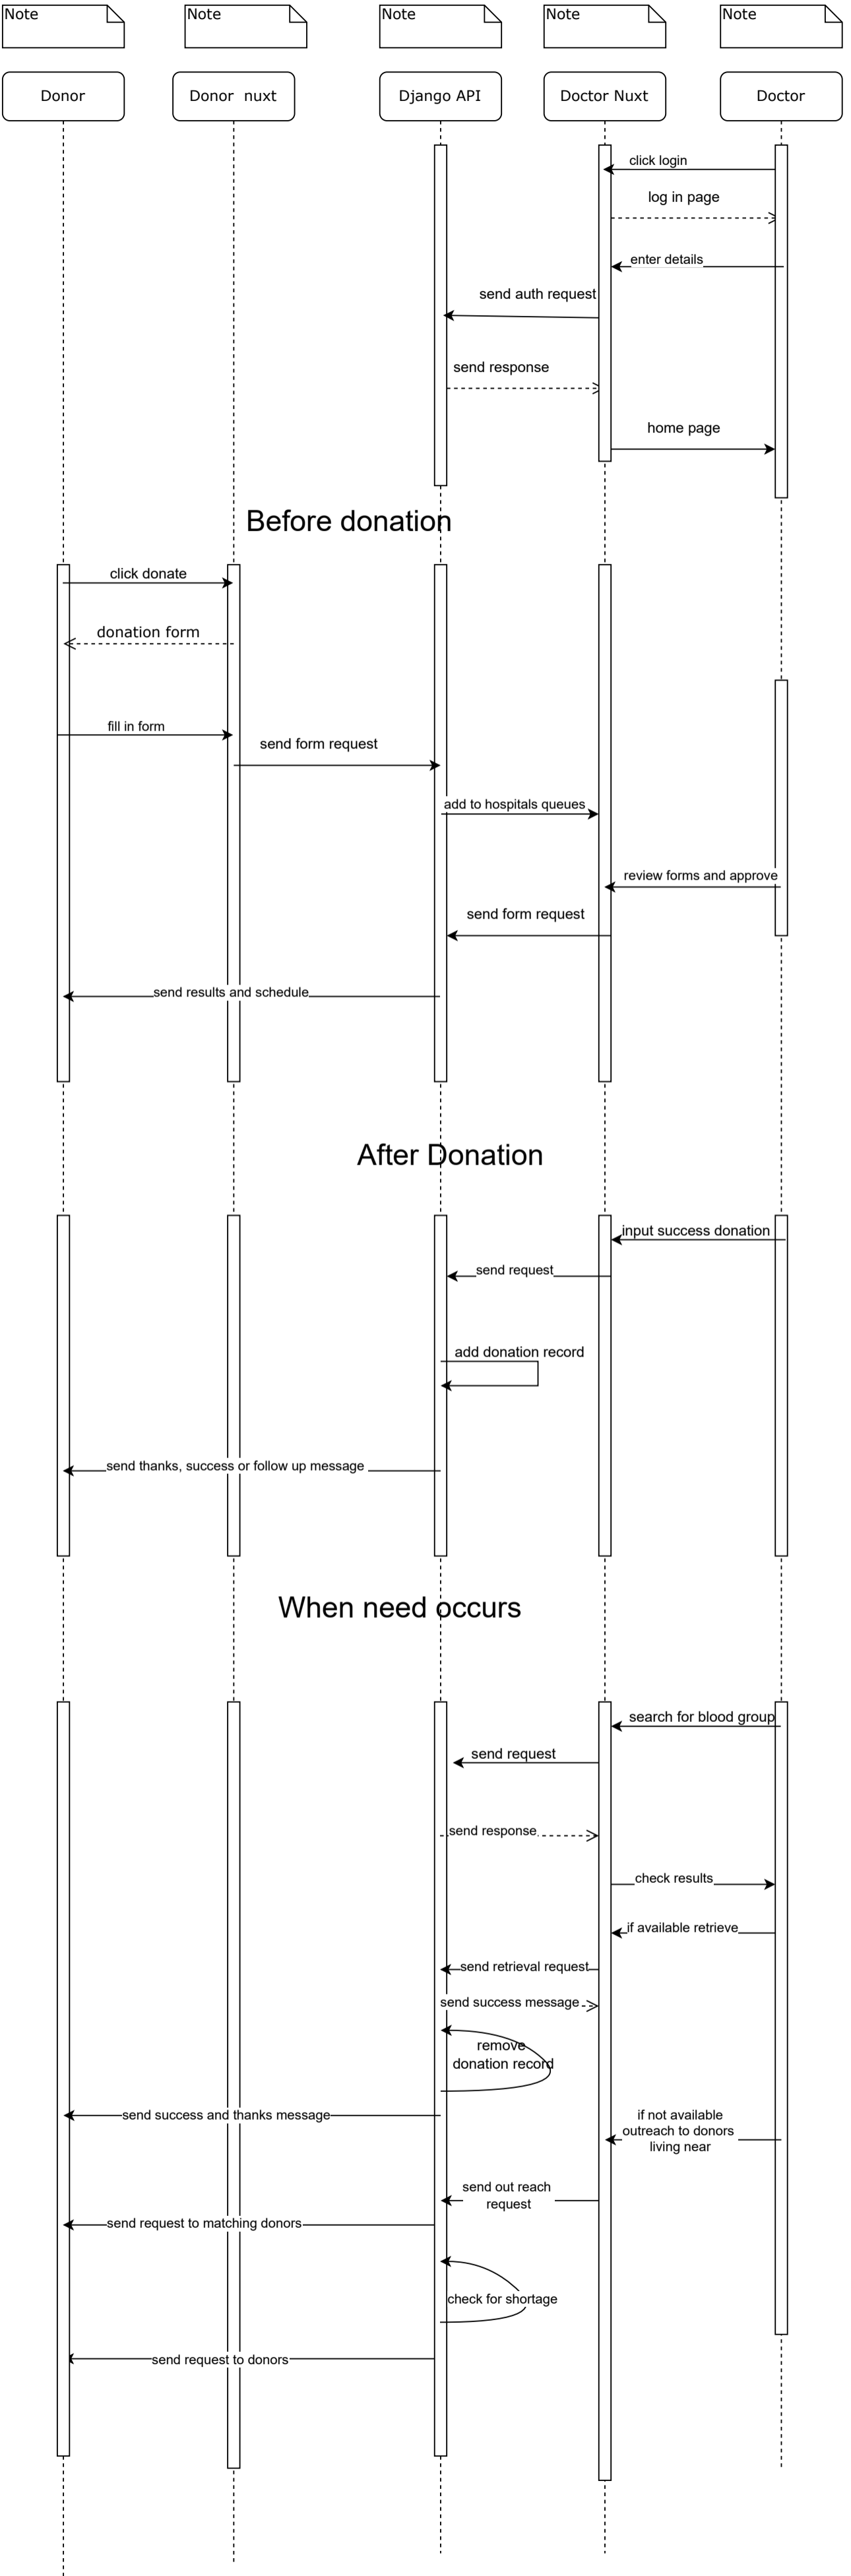 Note
Note
Note
Note
Note
Donor
Donor nuxt
Django API
Doctor Nuxt
Doctor
click login
log in page
enter details
send auth request
send response
home page
Before donation
click donate
donation form
fill in form
send form request
add to hospitals queues
review forms and approve
send form request
send results and schedule
After Donation
input success donation
send request
add donation record
send thanks, success or follow up message
When need occurs
search for blood group
send request
send response
check results
if available retrieve
send retrieval request
send success message
remove
donation record
send success and thanks message
if not available
outreach to donors
living near
send out reach
request
send request to matching donors
check for shortage
send request to donors